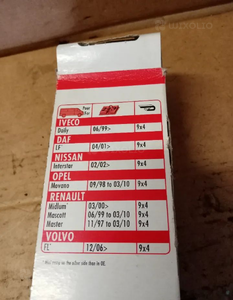 Year
IVECO
Daily 06/99> 9x4
DAF
LF 04/01> 9x4
NISSAN
Interstar 02/02> 9x4
OPEL
Movano 09/98 to 03/10 9x4
RENAULT
Midlum* 03/00> 9x4
Mascott 06/99 to 03/10 9x4
Master 11/97 to 03/10 9x4
VOLVO
FL* 12/06> 9x4